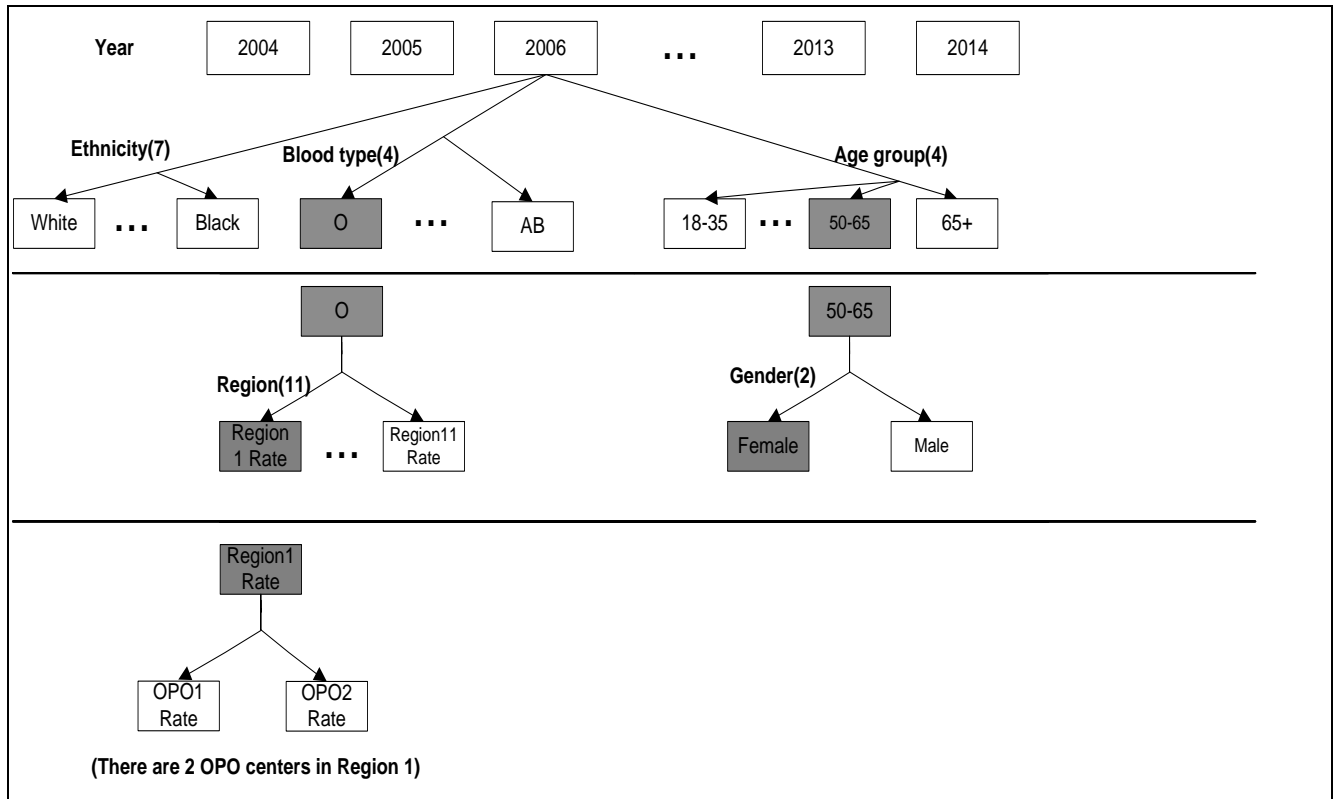 Year 2004 2005 2006 ... 2013 2014
Ethnicity(7) Blood type(4) Age group(4)
White ... Black O ... AB 18-35 ... 50-65 65+
O 50-65
Region(11) Gender(2)
Region
1 Rate ... Region11
Rate Female Male
Region1
Rate
OPO1
Rate
OPO2
Rate
(There are 2 OPO centers in Region 1)